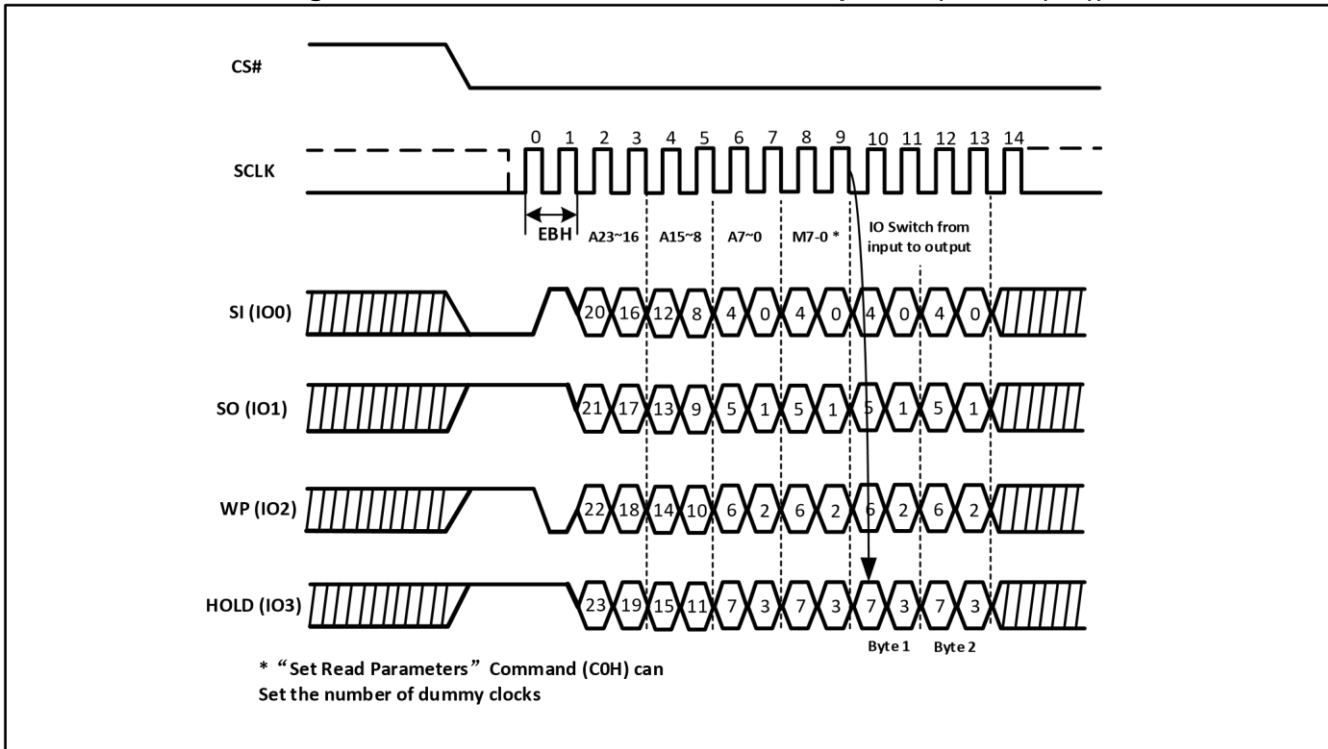 CS#
0 1 2 3 4 5 6 7 8 9 10 11 12 13 14
SCLK
EBH A23~16 A15~8 A7~0 M7-0 * IO Switch from
input to output
SI (IO0) 20 16 12 8 4 0 4 0 4 0 4 0
SO (IO1) 21 17 13 9 5 1 5 1 5 1 5 1
WP (IO2) 22 18 14 10 6 2 6 2 6 2 6 2
HOLD (IO3) 23 19 15 11 7 3 7 3 7 3 7 3
Byte 1 Byte 2
* “Set Read Parameters” Command (C0H) can
Set the number of dummy clocks